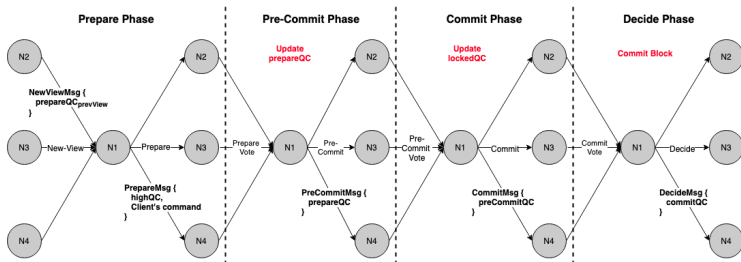 Prepare Phase
Pre-Commit Phase
Commit Phase
Decide Phase
N2
N2
Update
prepareQC
N2
Update
lockedQC
N2
Commit Block
N2
NewViewMsg {
prepareQCprevView
}
N3
New-View
N1
Prepare
N3
Prepare
Vote
N1
Pre-
Commit
N3
Pre-
Commit
Vote
N1
Commit
N3
Commit
Vote
N1
Decide
N3
PrepareMsg {
highQC,
Client's command
}
PreCommitMsg {
prepareQC
}
CommitMsg {
preCommitQC
}
DecideMsg {
commitQC
}
N4
N4
N4
N4
N4